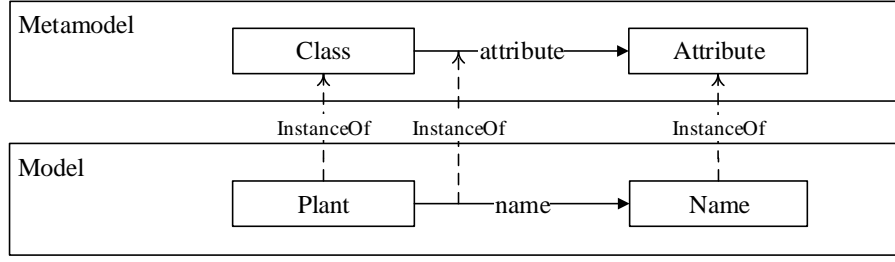 Metamodel
Class
attribute
Attribute
InstanceOf
InstanceOf
InstanceOf
Model
Plant
name
Name